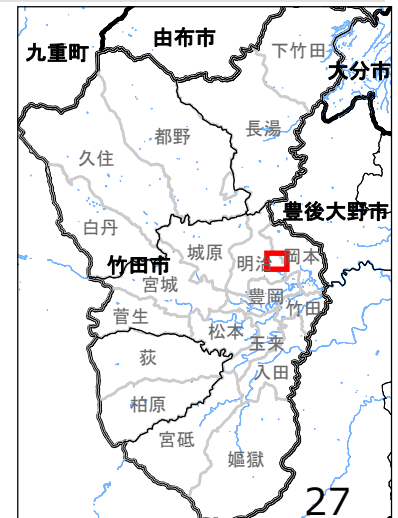 由布市
九重町
下竹田
大分市
長湯
都野
久住
豊後大野市
白丹
城原
岡本
明治
竹田市
宮城
豊岡
竹田
菅生
松本
玉来
荻
入田
柏原
宮砥
嫗獄
27